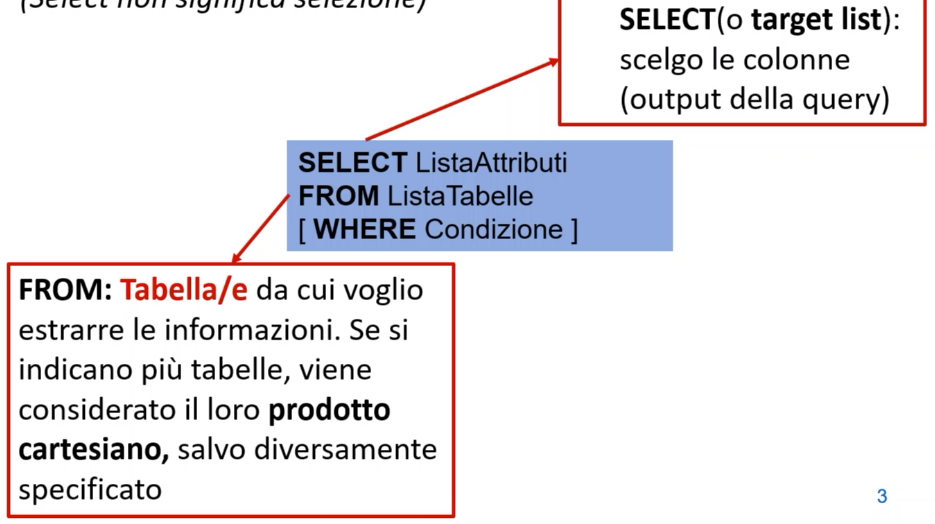 (Select non significa selezione)
SELECT(o target list):
scelgo le colonne
(output della query)
SELECT ListaAttributi
FROM ListaTabelle
[ WHERE Condizione ]
FROM: Tabella/e da cui voglio
estrarre le informazioni. Se si
indicano più tabelle, viene
considerato il loro prodotto
cartesiano, salvo diversamente
specificato
3